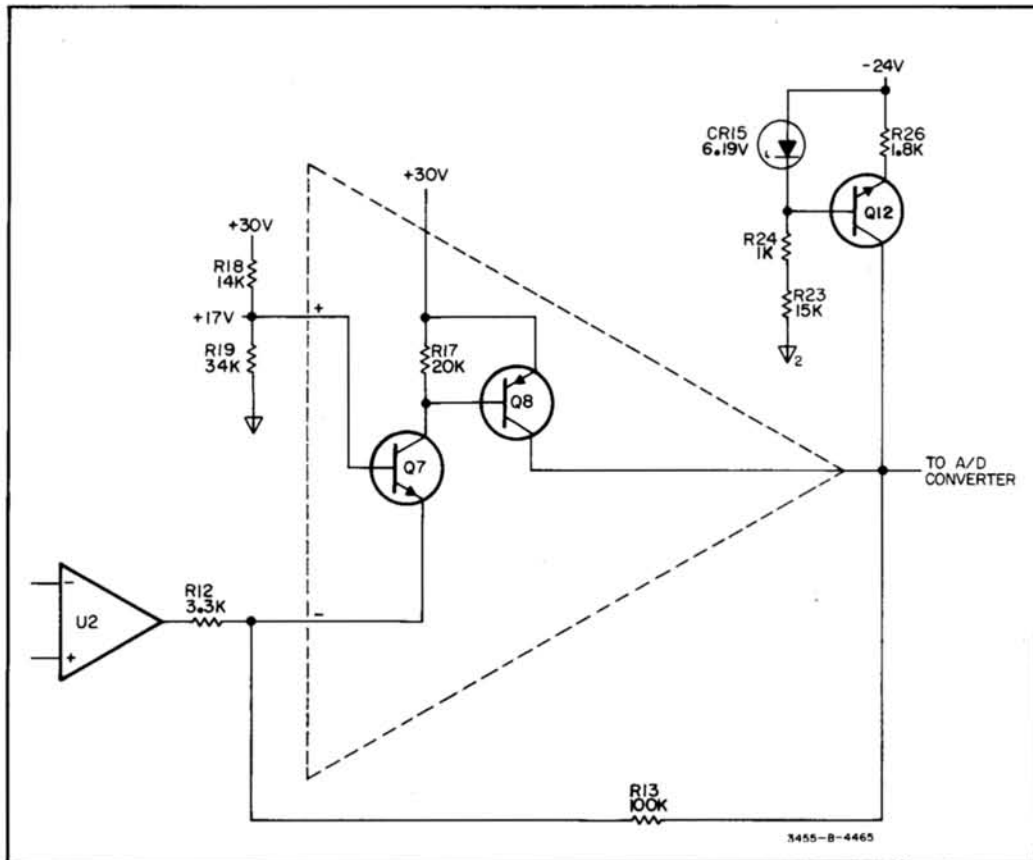 -24V
CR15
6.19V
R26
1.8K
Q12
R24
1K
R23
15K
2
+30V
+30V
R18
14K
+17V
+
R19
34K
R17
20K
Q8
Q7
TO A/D
CONVERTER
R12
3.3K
-
U2
-
+
R13
100K
3455-B-4465